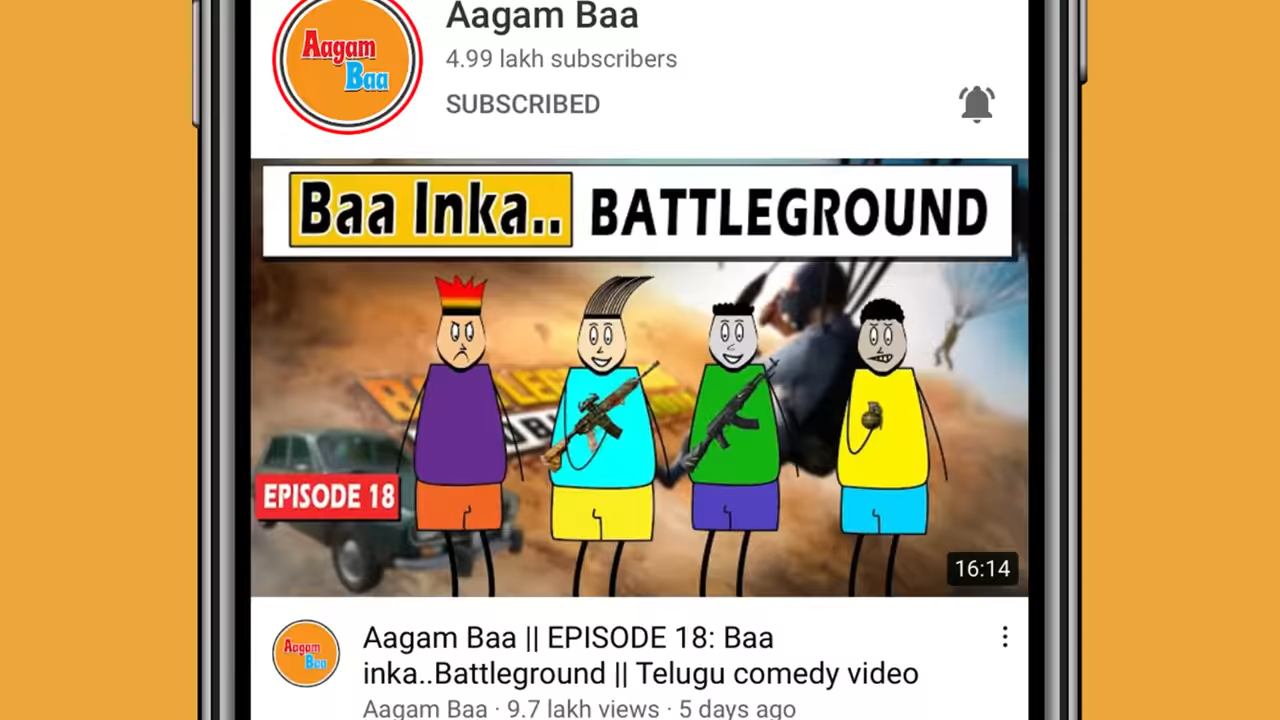 Aagam
Baa
Aagam Baa
4.99 lakh subscribers
SUBSCRIBED
Baa Inka.. BATTLEGROUND
EPISODE 18
16:14
Aagam
Baa
Aagam Baa || EPISODE 18: Baa
inka..Battleground || Telugu comedy video
Aagam Baa · 9.7 lakh views · 5 days ago